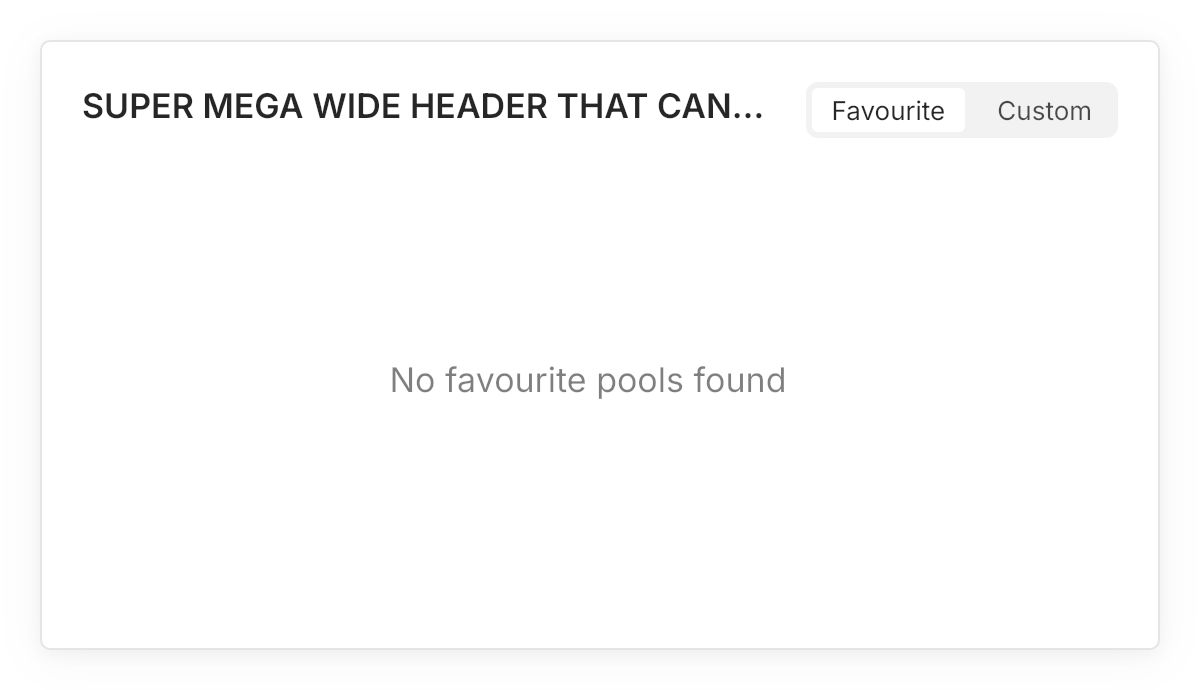 SUPER MEGA WIDE HEADER THAT CAN...
Favourite Custom
No favourite pools found